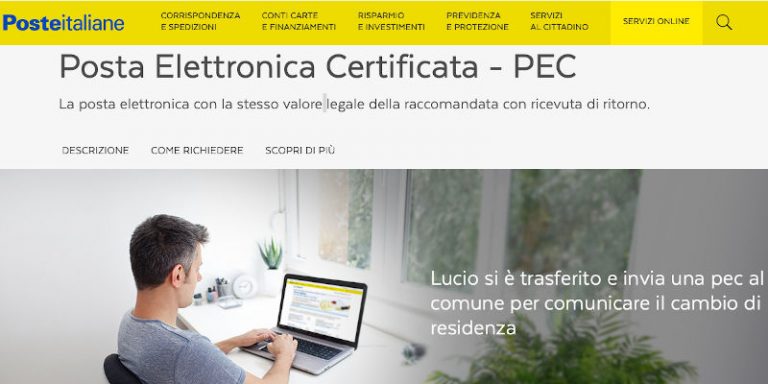 Posteitaliane
CORRISPONDENZA
E SPEDIZIONI
CONTI CARTE
E FINANZIAMENTI
RISPARMIO
E INVESTIMENTI
PREVIDENZA
E PROTEZIONE
SERVIZI
AL CITTADINO
SERVIZI ONLINE
Posta Elettronica Certificata - PEC
La posta elettronica con la stesso valore legale della raccomandata con ricevuta di ritorno.
DESCRIZIONE
COME RICHIEDERE
SCOPRI DI PIÙ
Lucio si è trasferito e invia una pec al
comune per comunicare il cambio di
residenza